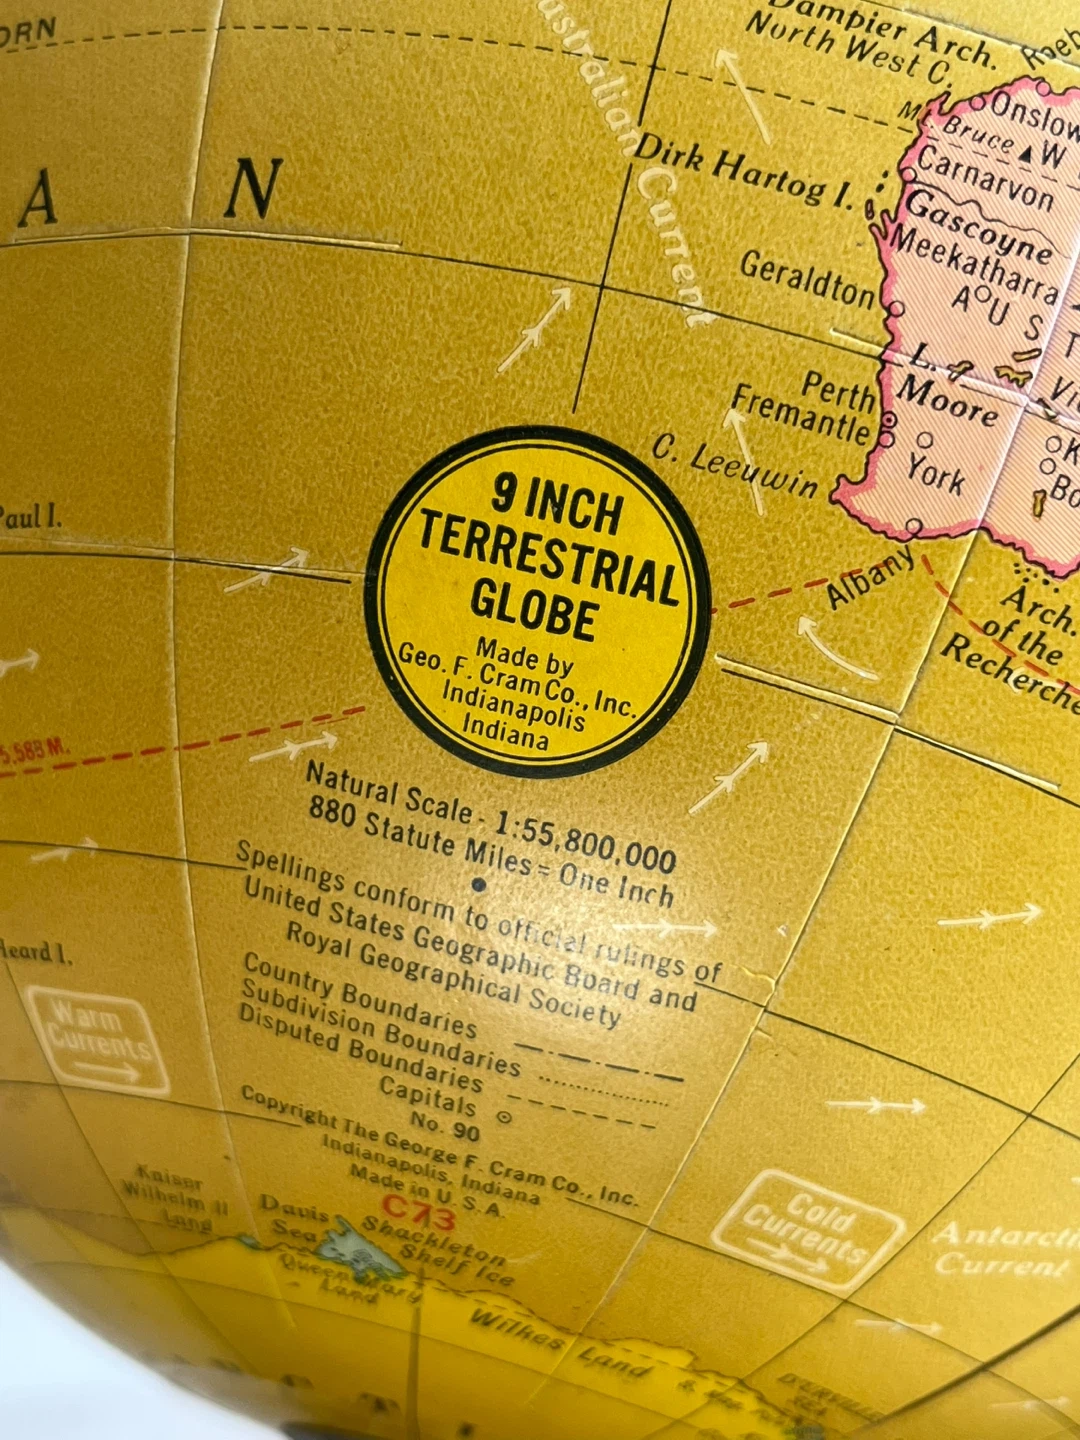 ORN
Australian Current
Dampier Arch.
North West C.
Onslow
Mt. Bruce
W
Dirk Hartog I.
Carnarvon
A N
Gascoyne
Meekatharra
Geraldton
A U S
T
L.
Moore
Perth
Fremantle
C. Leeuwin
York
Paul I.
Albany
Arch.
of the
Recherche
9 INCH
TERRESTRIAL
GLOBE
Made by
Geo. F. Cram Co., Inc.
Indianapolis
Indiana
5,583 M.
Natural Scale - 1:55,800,000
880 Statute Miles = One Inch
Spellings conform to official rulings of
United States Geographic Board and
Royal Geographical Society
Heard I.
Country Boundaries
Subdivision Boundaries
Disputed Boundaries
Capitals
No. 90
Warm
Currents
Copyright The George F. Cram Co., Inc.
Indianapolis, Indiana
Made in U. S. A.
C73
Kaiser
Wilhelm II
Land
Davis
Sea
Shackleton
Shelf Ice
Queen Mary
Land
Cold
Currents
Antarctic
Current
Wilkes Land
D'URVILLE
SEA